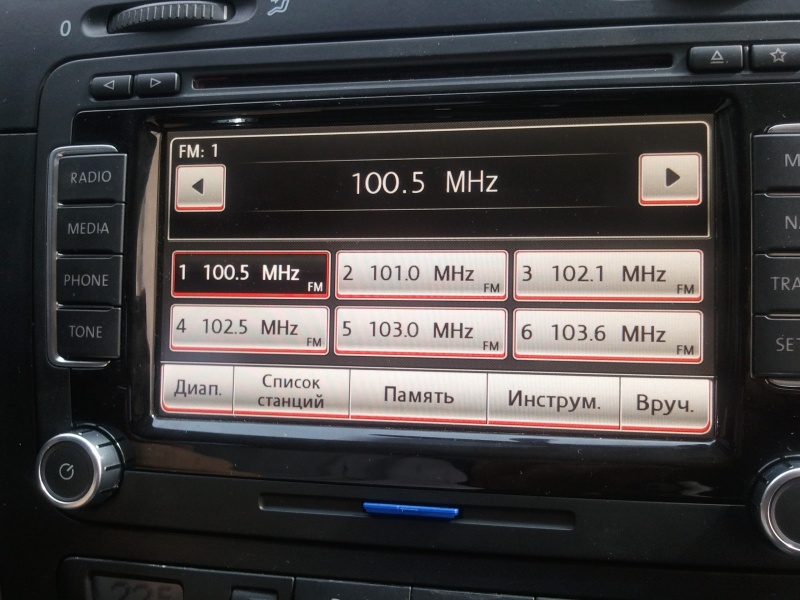 0
RADIO
MEDIA
PHONE
TONE
FM: 1
100.5 MHz
1 100.5 MHz FM
2 101.0 MHz FM
3 102.1 MHz FM
4 102.5 MHz FM
5 103.0 MHz FM
6 103.6 MHz FM
Диап.
Список
станций
Память
Инструм.
Вруч.